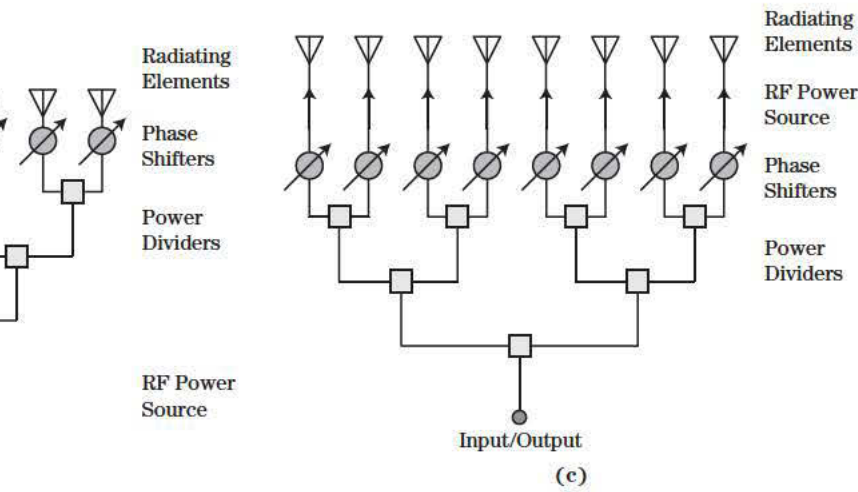 Radiating
Elements
Phase
Shifters
Power
Dividers
RF Power
Source
Radiating
Elements
RF Power
Source
Phase
Shifters
Power
Dividers
Input/Output
(c)